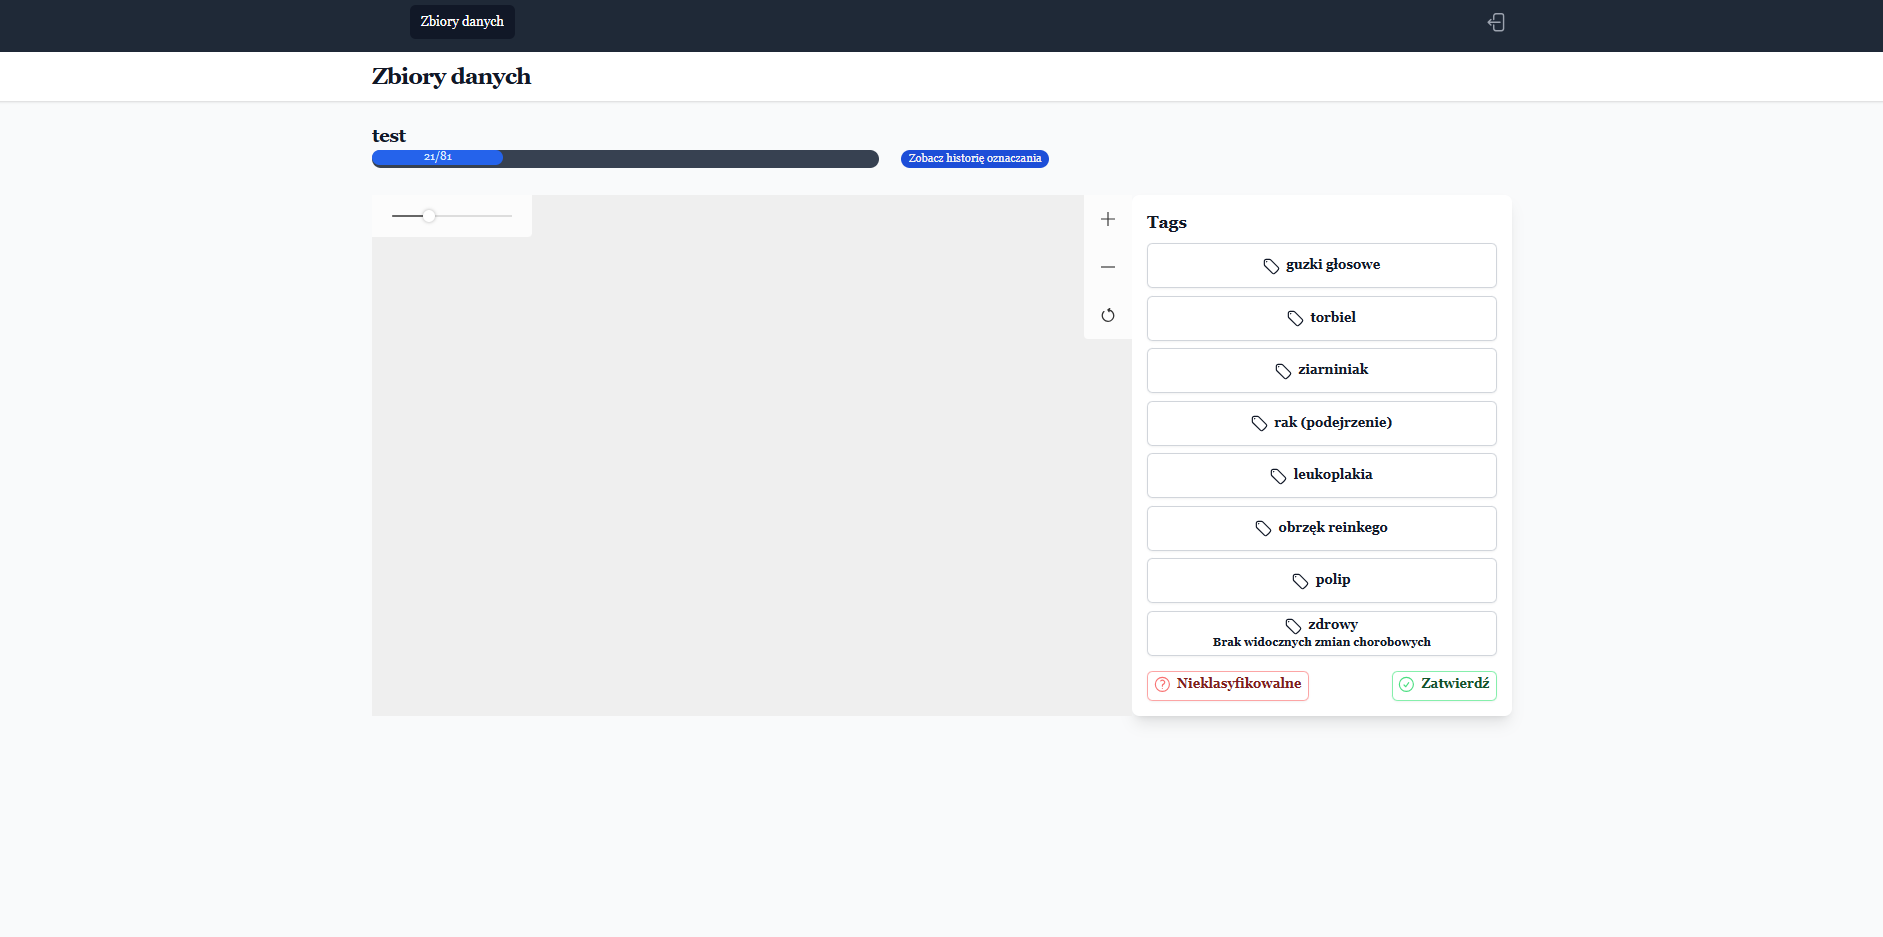 Zbiory danych
Zbiory danych
test
21/81
Zobacz historię oznaczania
Tags
guzki głosowe
torbiel
ziarniniak
rak (podejrzenie)
leukoplakia
obrzęk reinkego
polip
zdrowy
Brak widocznych zmian chorobowych
Nieklasyfikowalne
Zatwierdź